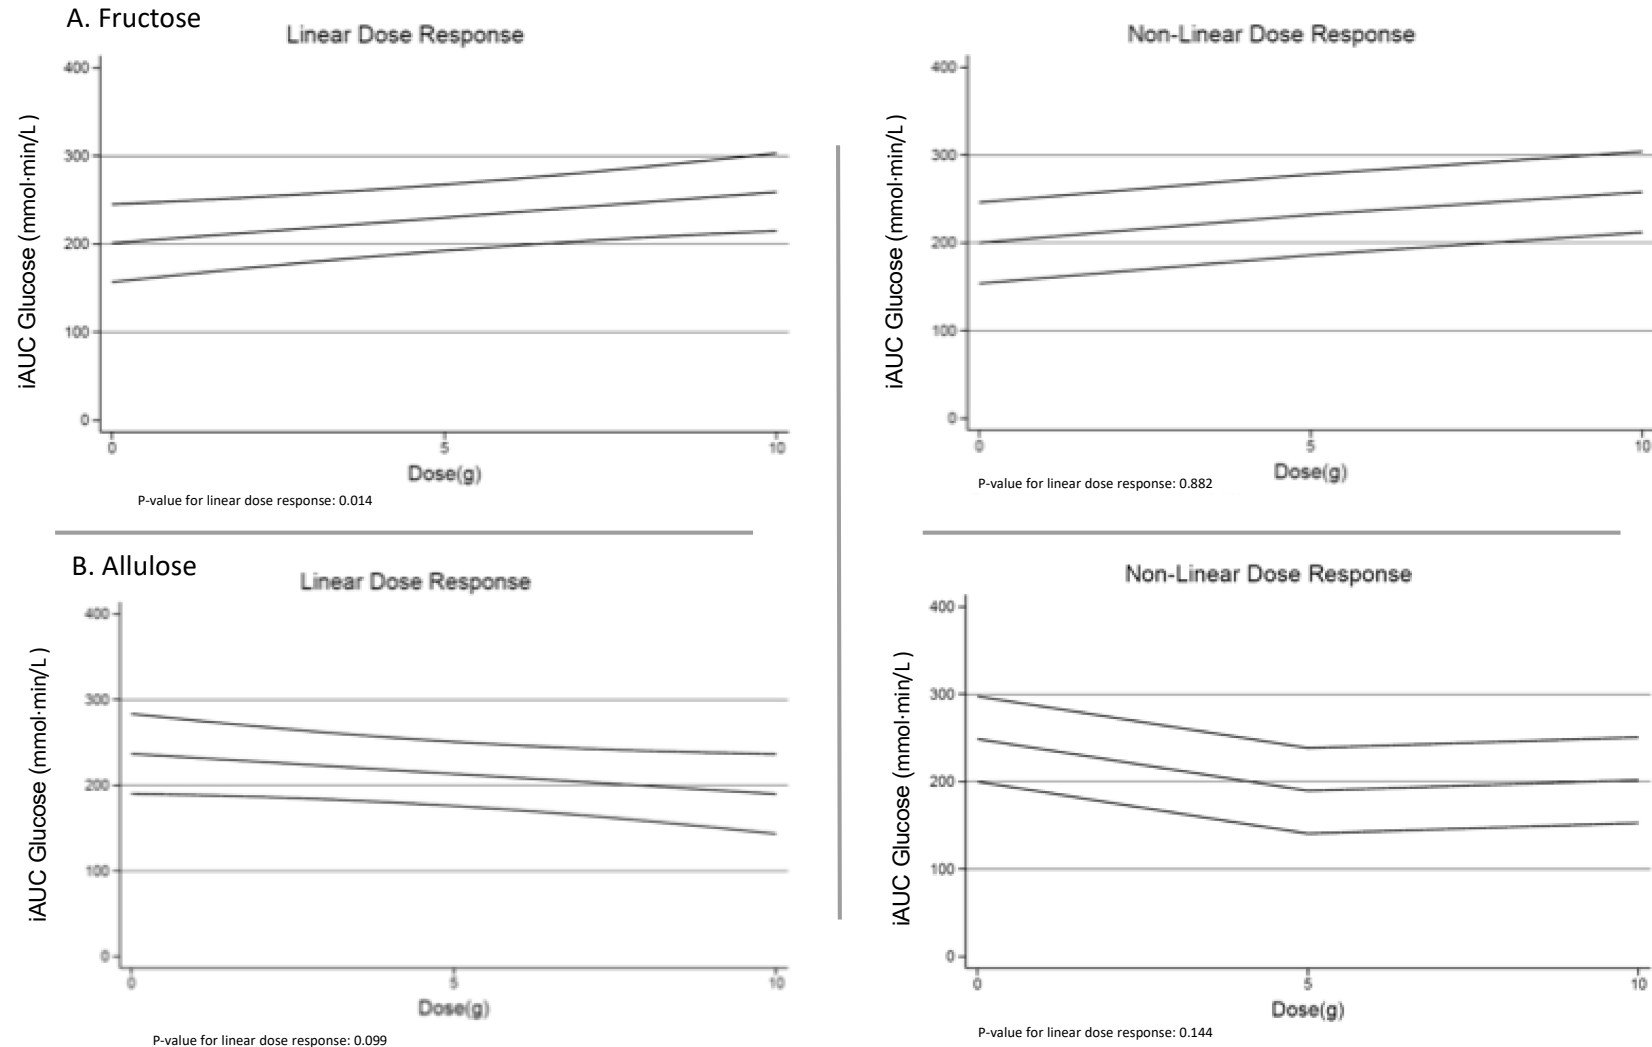 A. Fructose
Linear Dose Response
400
300
200
100
0
iAUC Glucose (mmol·min/L )
0 5 10
Dose(g)
P-value for linear dose response: 0.014
Non-Linear Dose Response
400
300
200
100
0
iAUC Glucose (mmol·min/L )
0 5 10
Dose(g)
P-value for linear dose response: 0.882
B. Allulose
Linear Dose Response
400
300
200
100
0
iAUC Glucose (mmol·min/L )
0 5 10
Dose(g)
P-value for linear dose response: 0.099
Non-Linear Dose Response
400
300
200
100
0
iAUC Glucose (mmol·min/L )
0 5 10
Dose(g)
P-value for linear dose response: 0.144